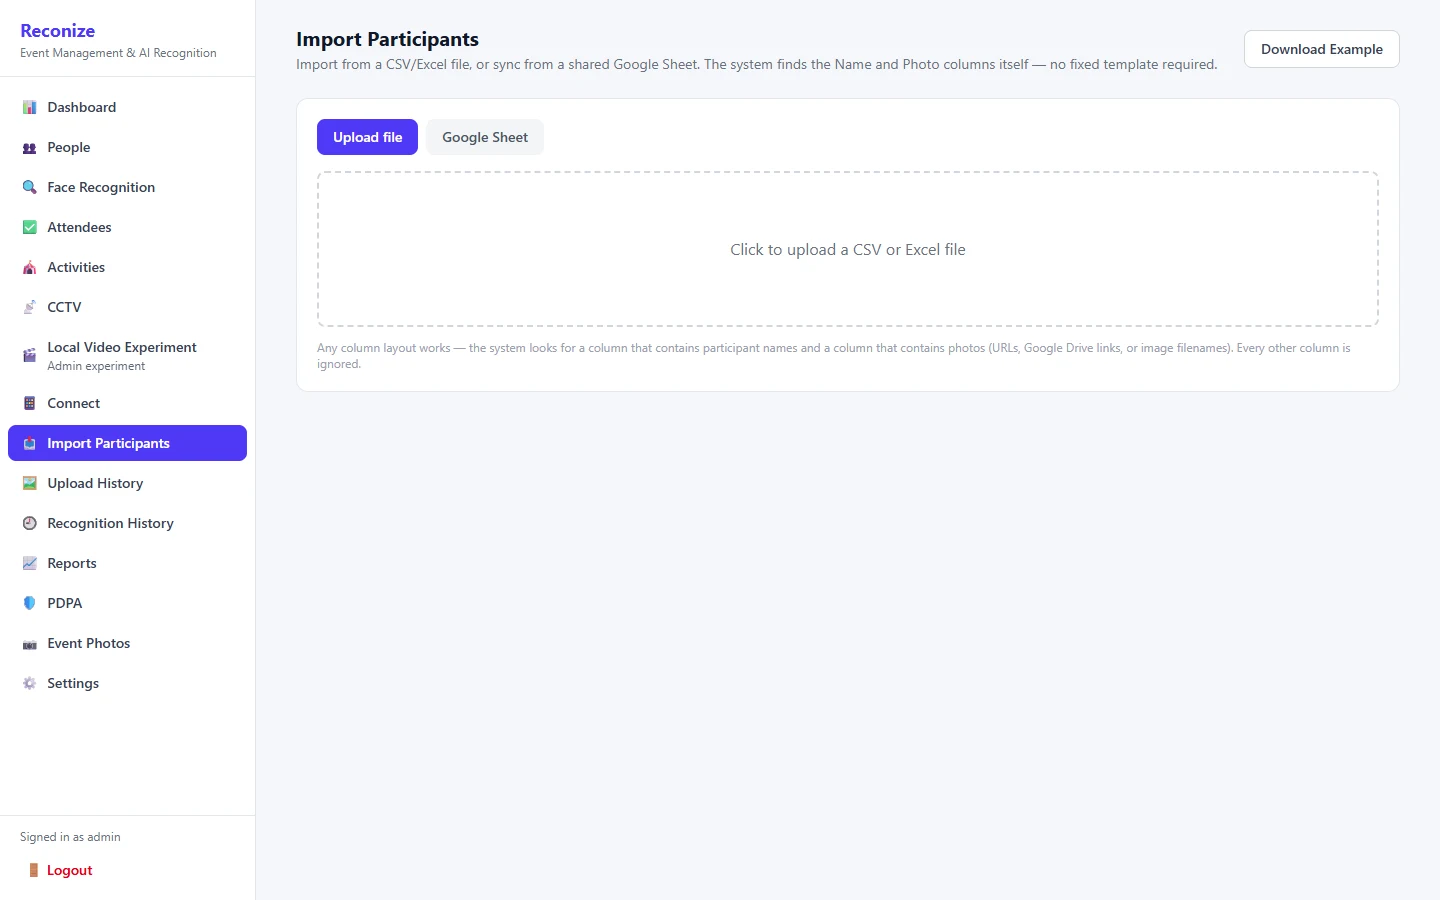 Reconize
Event Management & AI Recognition
Dashboard
People
Face Recognition
Attendees
Activities
CCTV
Local Video Experiment
Admin experiment
Connect
Import Participants
Upload History
Recognition History
Reports
PDPA
Event Photos
Settings
Signed in as admin
Logout
Import Participants
Import from a CSV/Excel file, or sync from a shared Google Sheet. The system finds the Name and Photo columns itself — no fixed template required.
Download Example
Upload file
Google Sheet
Click to upload a CSV or Excel file
Any column layout works — the system looks for a column that contains participant names and a column that contains photos (URLs, Google Drive links, or image filenames). Every other column is
ignored.